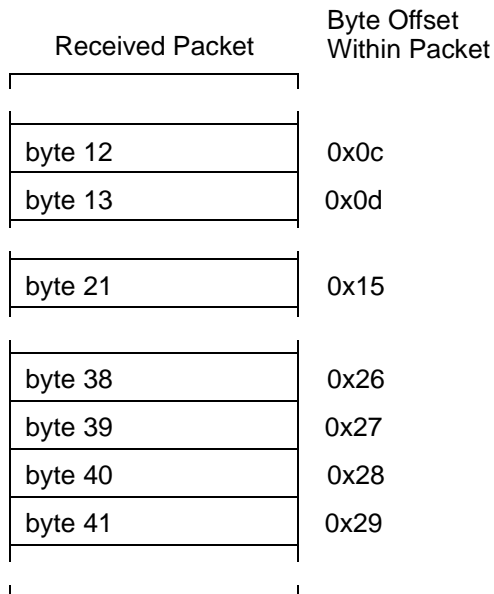 Received Packet
Byte Offset
Within Packet
byte 12 0x0c
byte 13 0x0d
byte 21 0x15
byte 38 0x26
byte 39 0x27
byte 40 0x28
byte 41 0x29